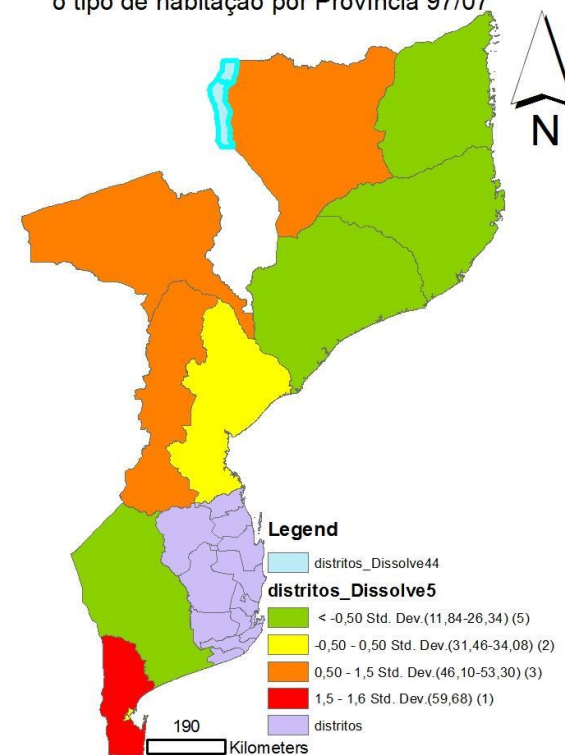 o tipo de habitação por Província 97/07
N
Legend
distritos_Dissolve44
distritos_Dissolve5
< -0,50 Std. Dev.(11,84-26,34) (5)
-0,50 - 0,50 Std. Dev.(31,46-34,08) (2)
0,50 - 1,5 Std. Dev.(46,10-53,30) (3)
1,5 - 1,6 Std. Dev.(59,68) (1)
distritos
190
Kilometers